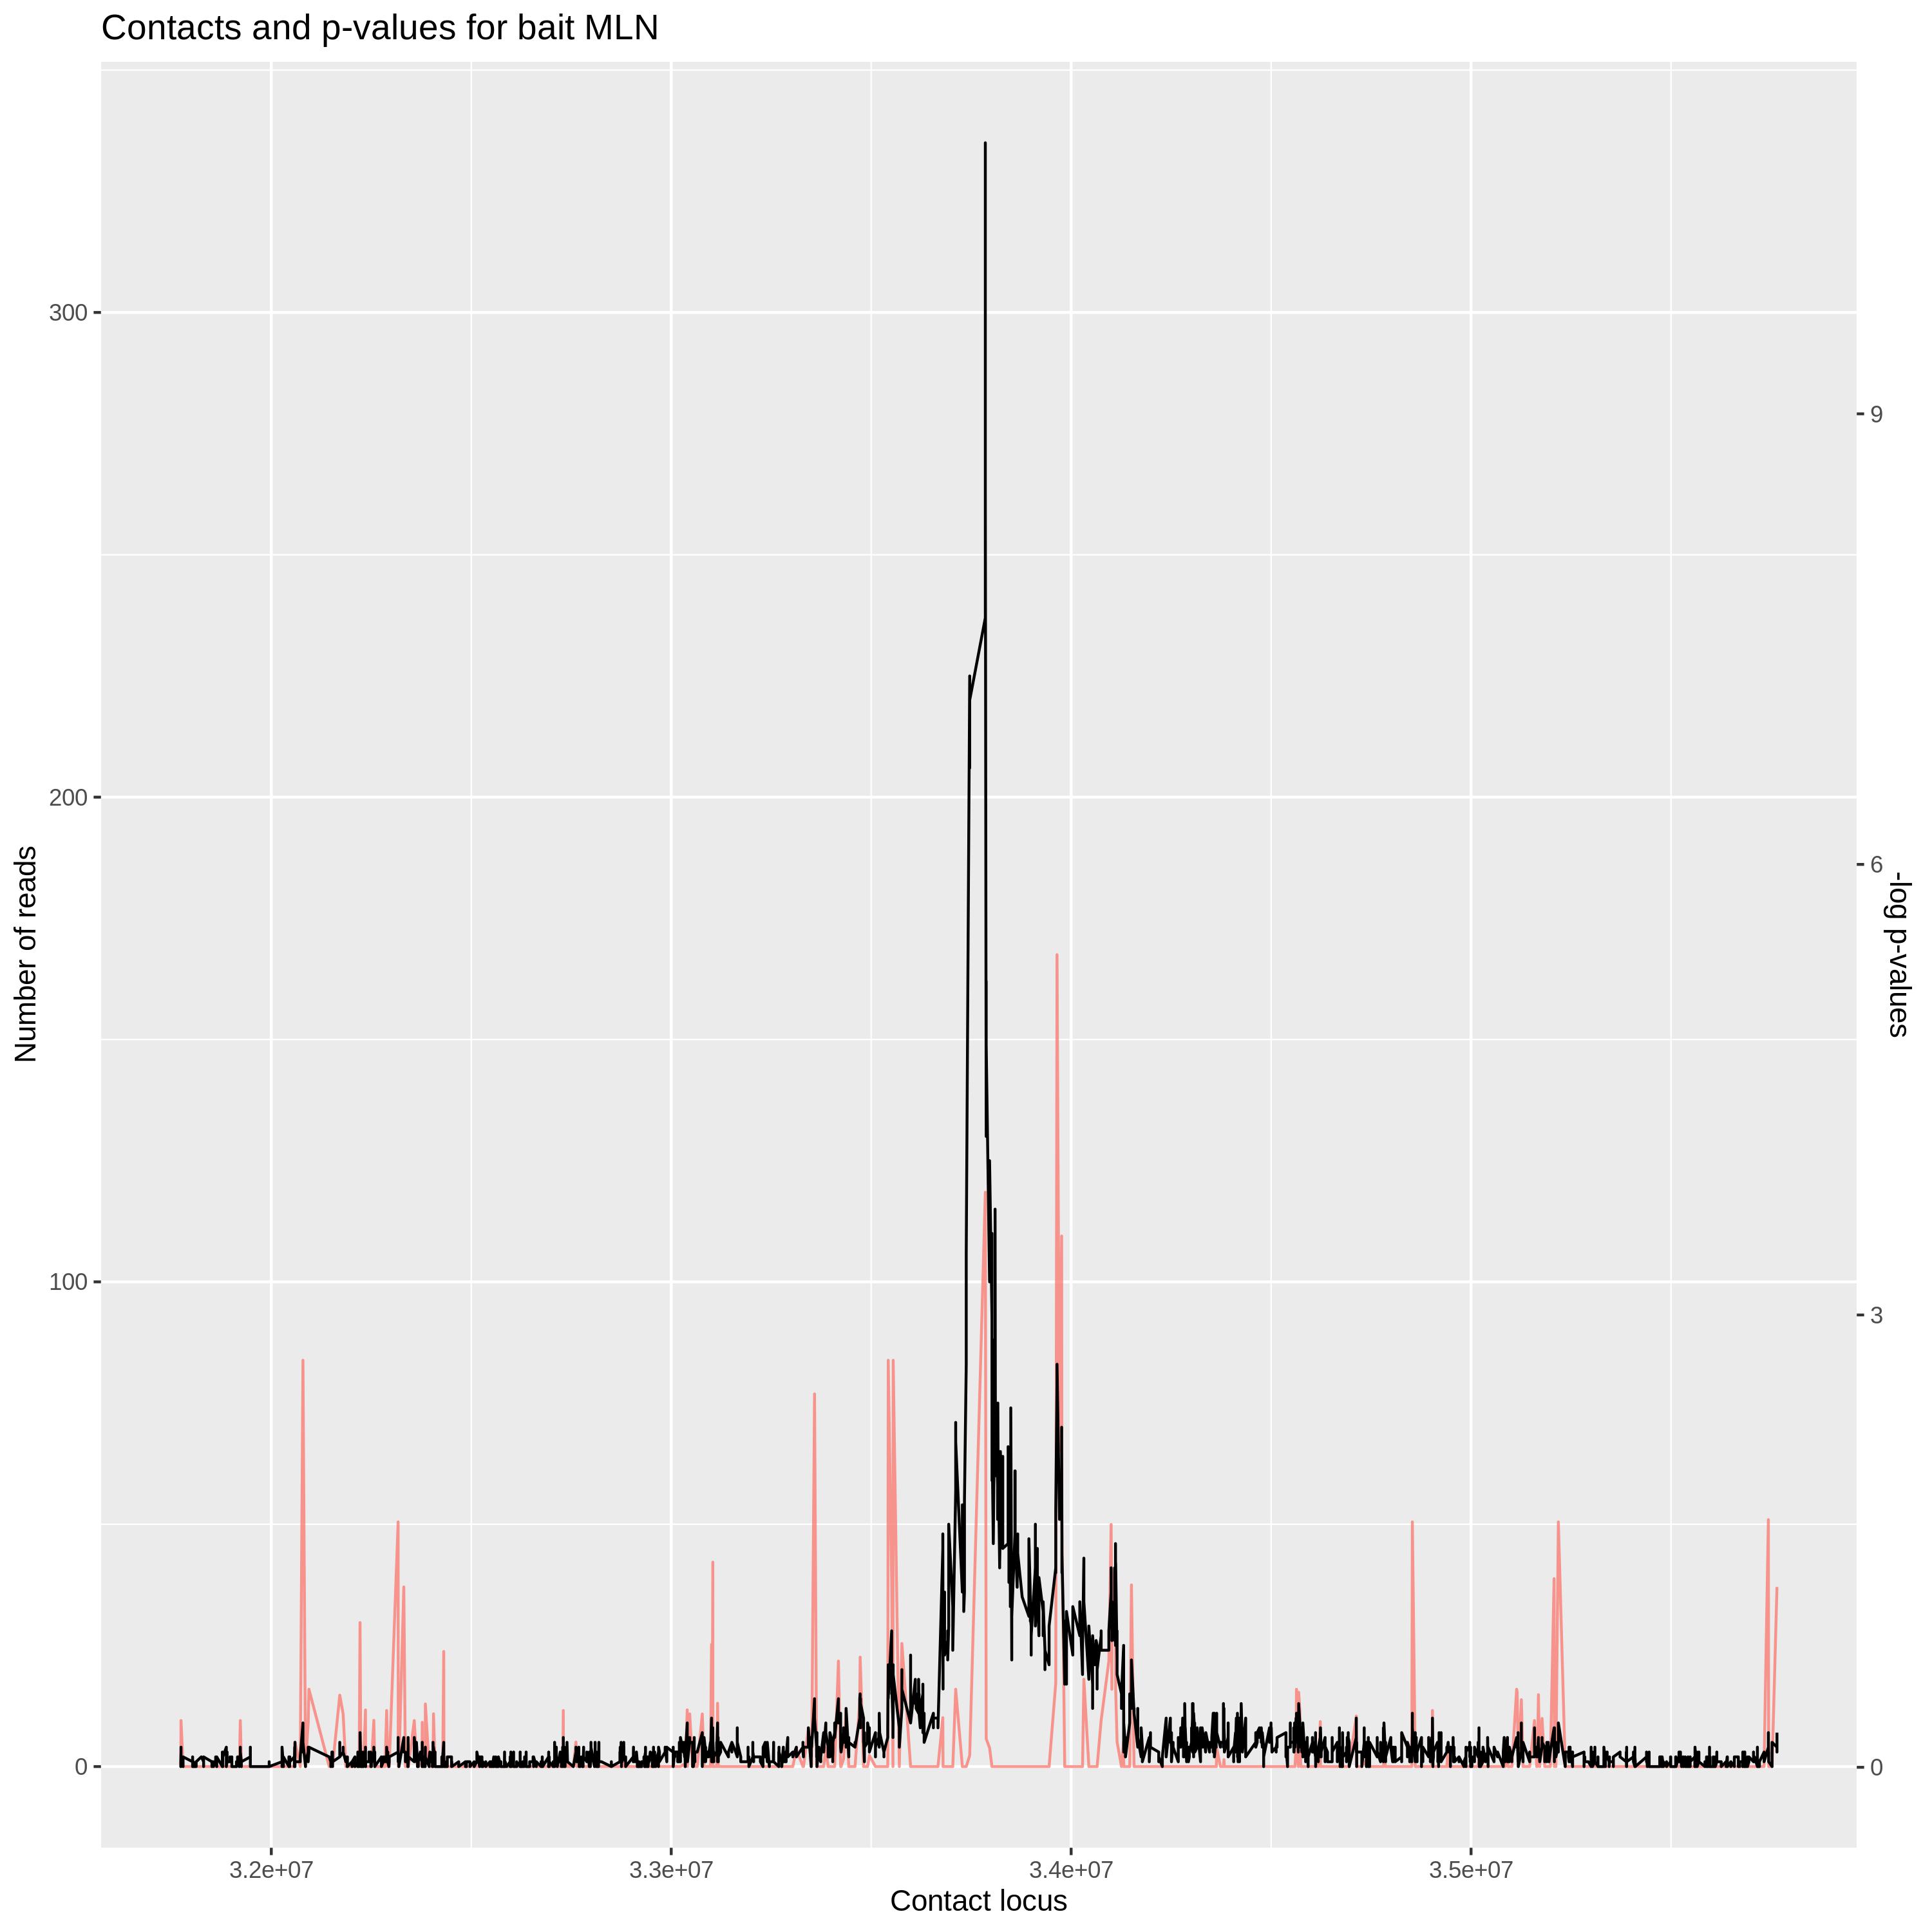 Contacts and p-values for bait MLN
300
200
100
0
Number of reads
9
6
3
0
-log p-values
3.2e+07
3.3e+07
3.4e+07
3.5e+07
Contact locus